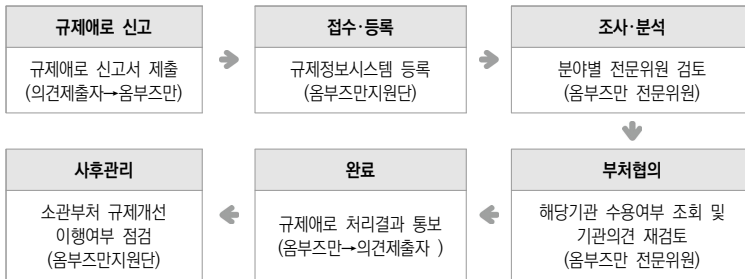 규제애로 신고
규제애로 신고서 제출
(의견제출자→옴부즈만)
접수·등록
규제정보시스템 등록
(옴부즈만지원단)
조사·분석
분야별 전문위원 검토
(옴부즈만 전문위원)
부처협의
해당기관 수용여부 조회 및
기관의견 재검토
(옴부즈만 전문위원)
완료
규제애로 처리결과 통보
(옴부즈만→의견제출자 )
사후관리
소관부처 규제개선
이행여부 점검
(옴부즈만지원단)